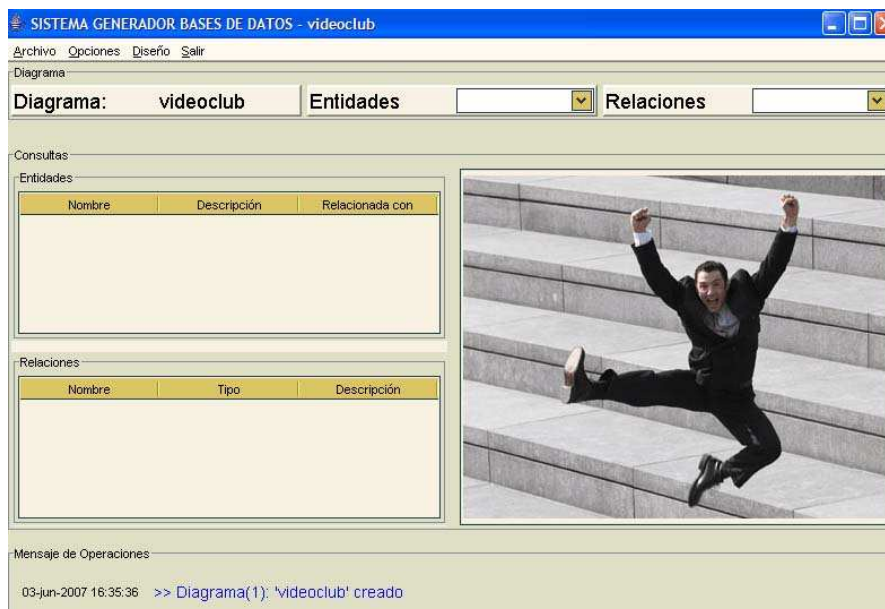 SISTEMA GENERADOR BASES DE DATOS - videoclub
Archivo Opciones Diseño Salir
Diagrama
Diagrama: videoclub Entidades Relaciones
Consultas
Entidades
Nombre Descripción Relacionada con
Relaciones
Nombre Tipo Descripción
Mensaje de Operaciones
03-jun-2007 16:35:36 >> Diagrama(1): 'videoclub' creado